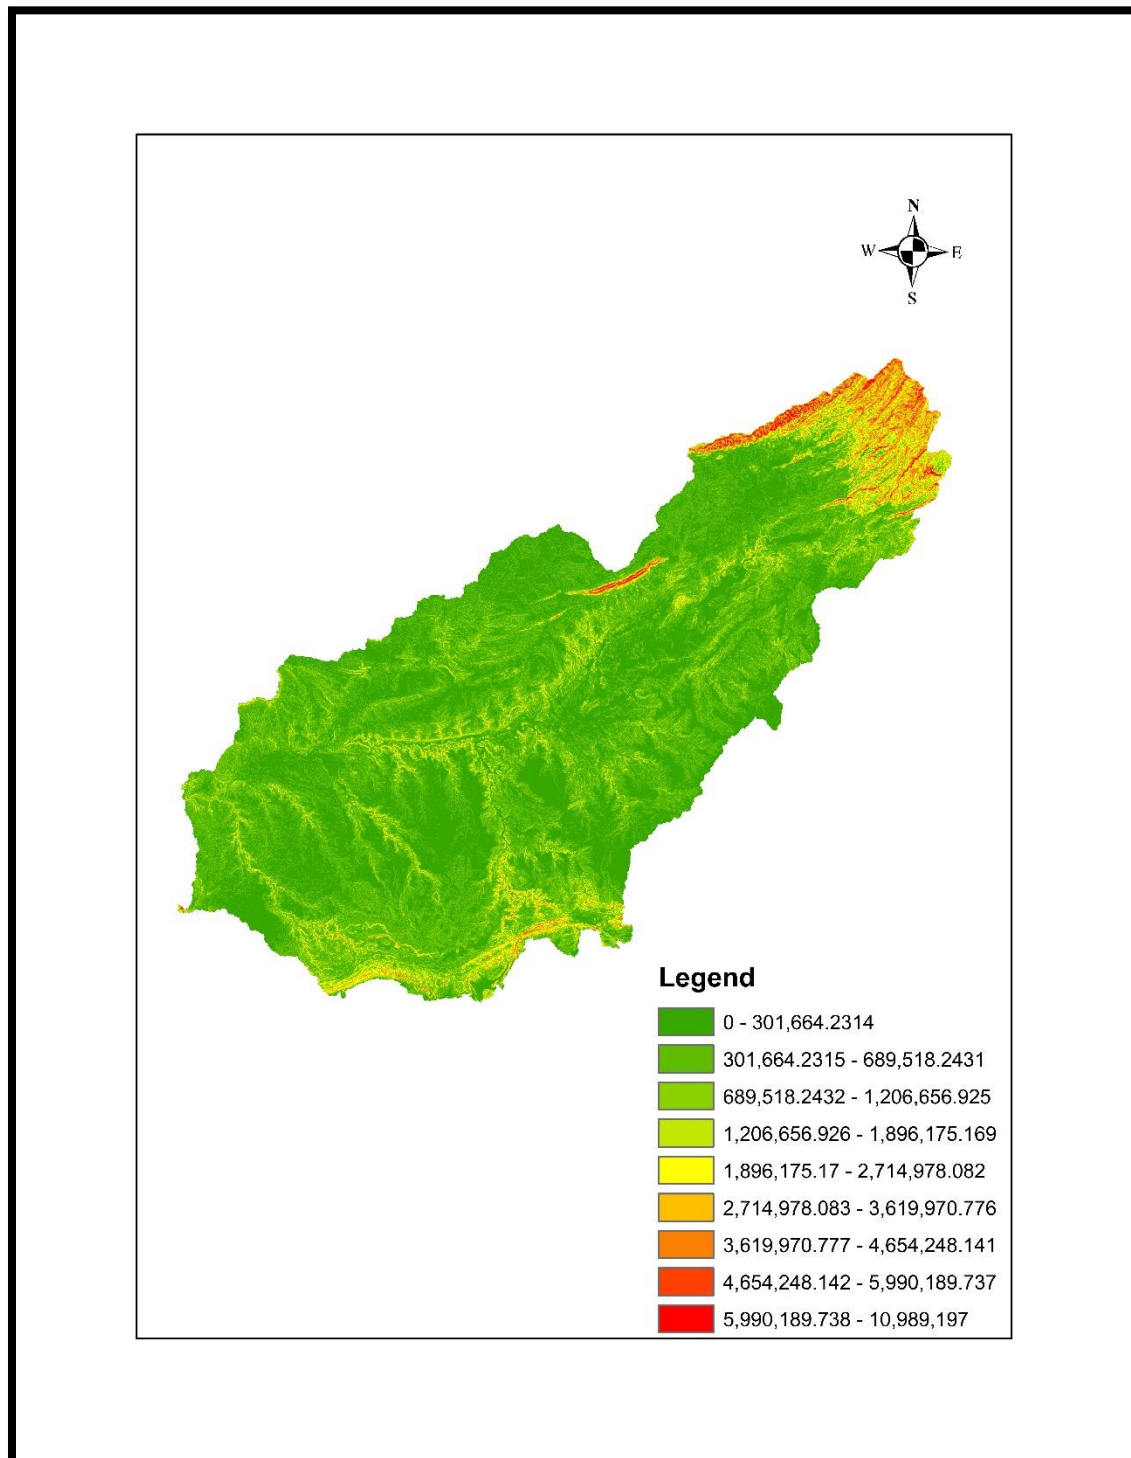 N
W E
S
Legend
0 - 301,664.2314
301,664.2315 - 689,518.2431
689,518.2432 - 1,206,656.925
1,206,656.926 - 1,896,175.169
1,896,175.17 - 2,714,978.082
2,714,978.083 - 3,619,970.776
3,619,970.777 - 4,654,248.141
4,654,248.142 - 5,990,189.737
5,990,189.738 - 10,989,197